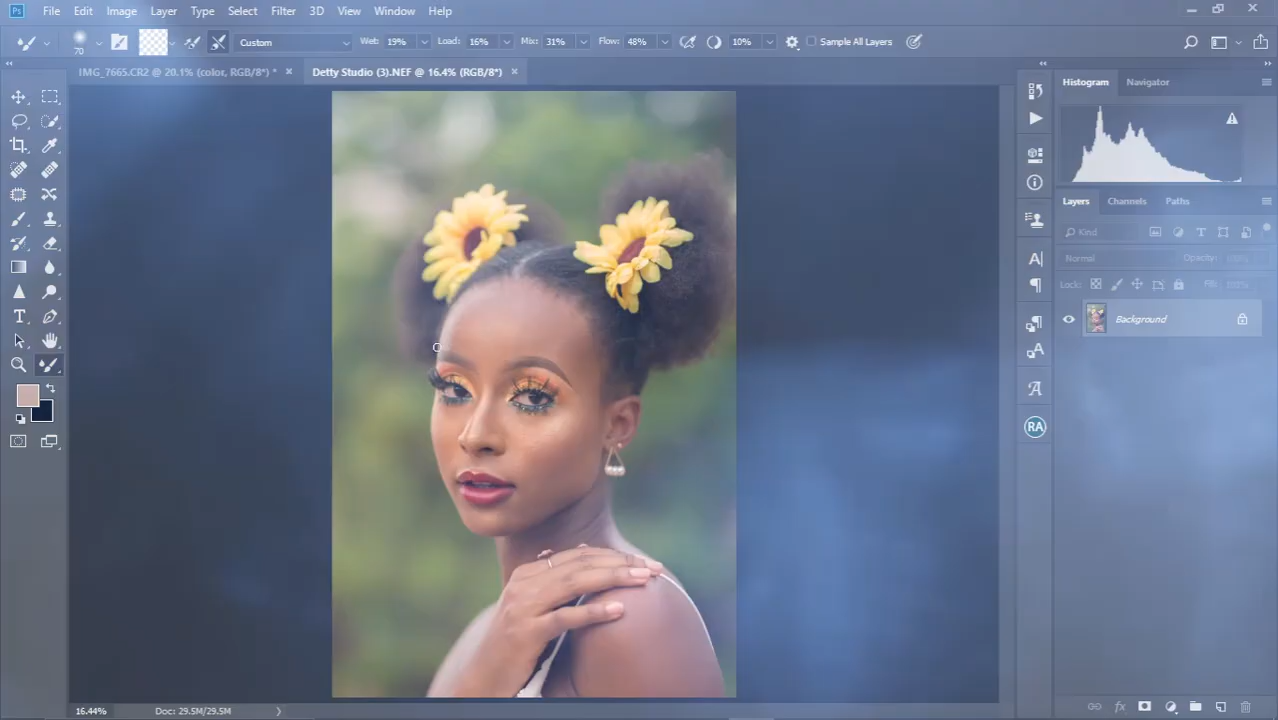 Ps File Edit Image Layer Type Select Filter 3D View Window Help
70 Custom Wet: 19% Load: 16% Mix: 31% Flow: 48% 10% Sample All Layers
IMG_7665.CR2 @ 20.1% (color, RGB/8*) * × Detty Studio (3).NEF @ 16.4% (RGB/8*) ×
Histogram Navigator
Layers Channels Paths
Kind
Normal Opacity: 100%
Lock: Fill: 100%
Background
RA
16.44% Doc: 29.5M/29.5M